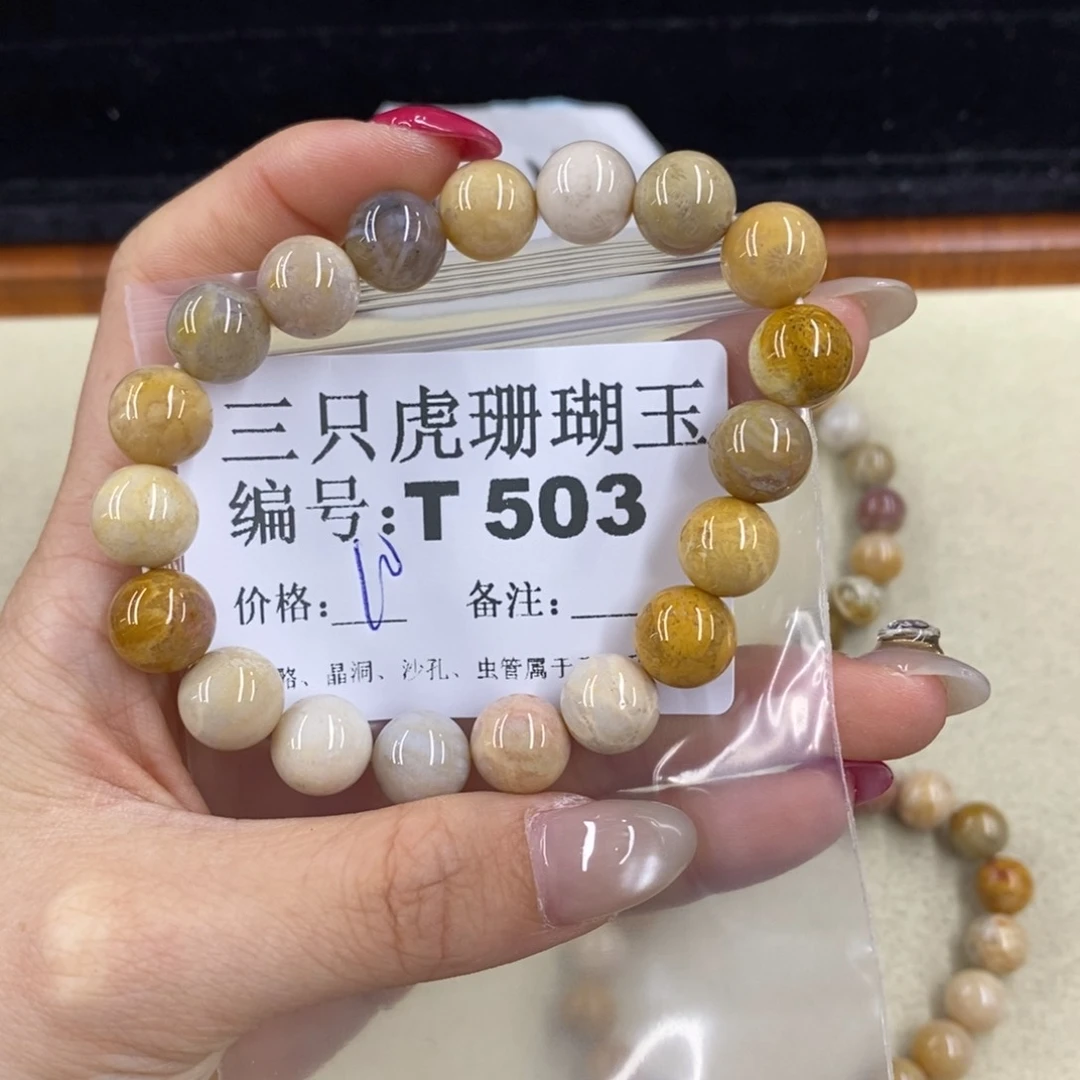 三只虎珊瑚玉
编号:T 503
价格:
备注:
、晶洞、沙孔、虫管属于